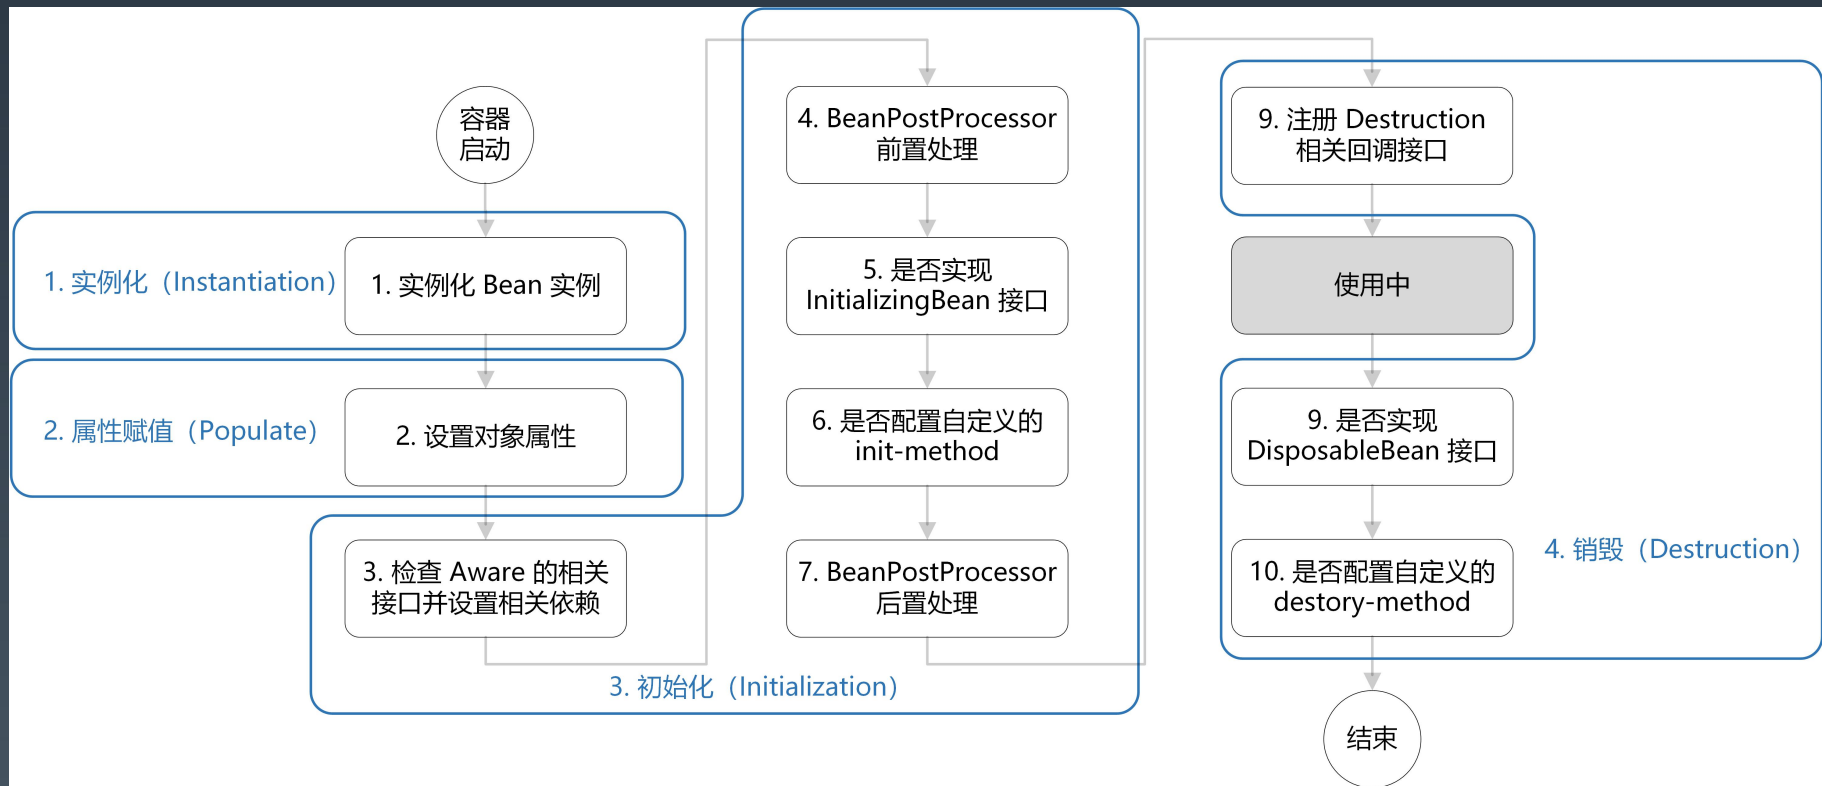 容器
启动
1. 实例化（Instantiation）
1. 实例化 Bean 实例
2. 属性赋值（Populate）
2. 设置对象属性
3. 检查 Aware 的相关
接口并设置相关依赖
3. 初始化（Initialization）
4. BeanPostProcessor
前置处理
5. 是否实现
InitializingBean 接口
6. 是否配置自定义的
init-method
7. BeanPostProcessor
后置处理
9. 注册 Destruction
相关回调接口
使用中
9. 是否实现
DisposableBean 接口
10. 是否配置自定义的
destory-method
4. 销毁（Destruction）
结束